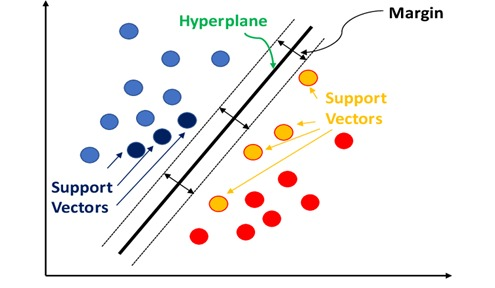 Hyperplane
Margin
Support
Vectors
Support
Vectors